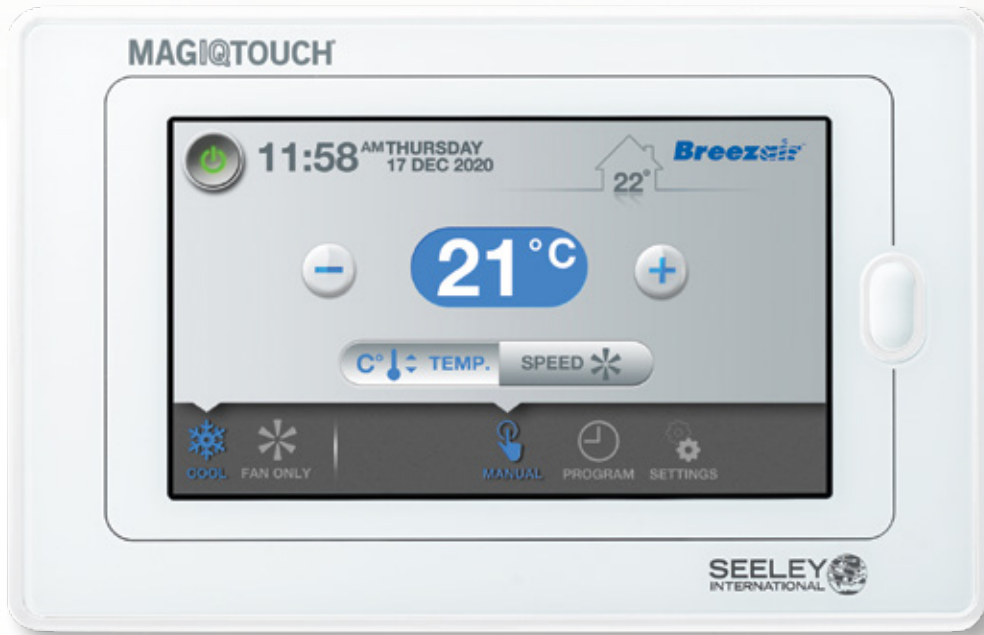 MAGIQTOUCH
11:58 AM THURSDAY
17 DEC 2020
Breezair
22°
21°C
C° TEMP. SPEED
COOL FAN ONLY MANUAL PROGRAM SETTINGS
SEELEY
INTERNATIONAL